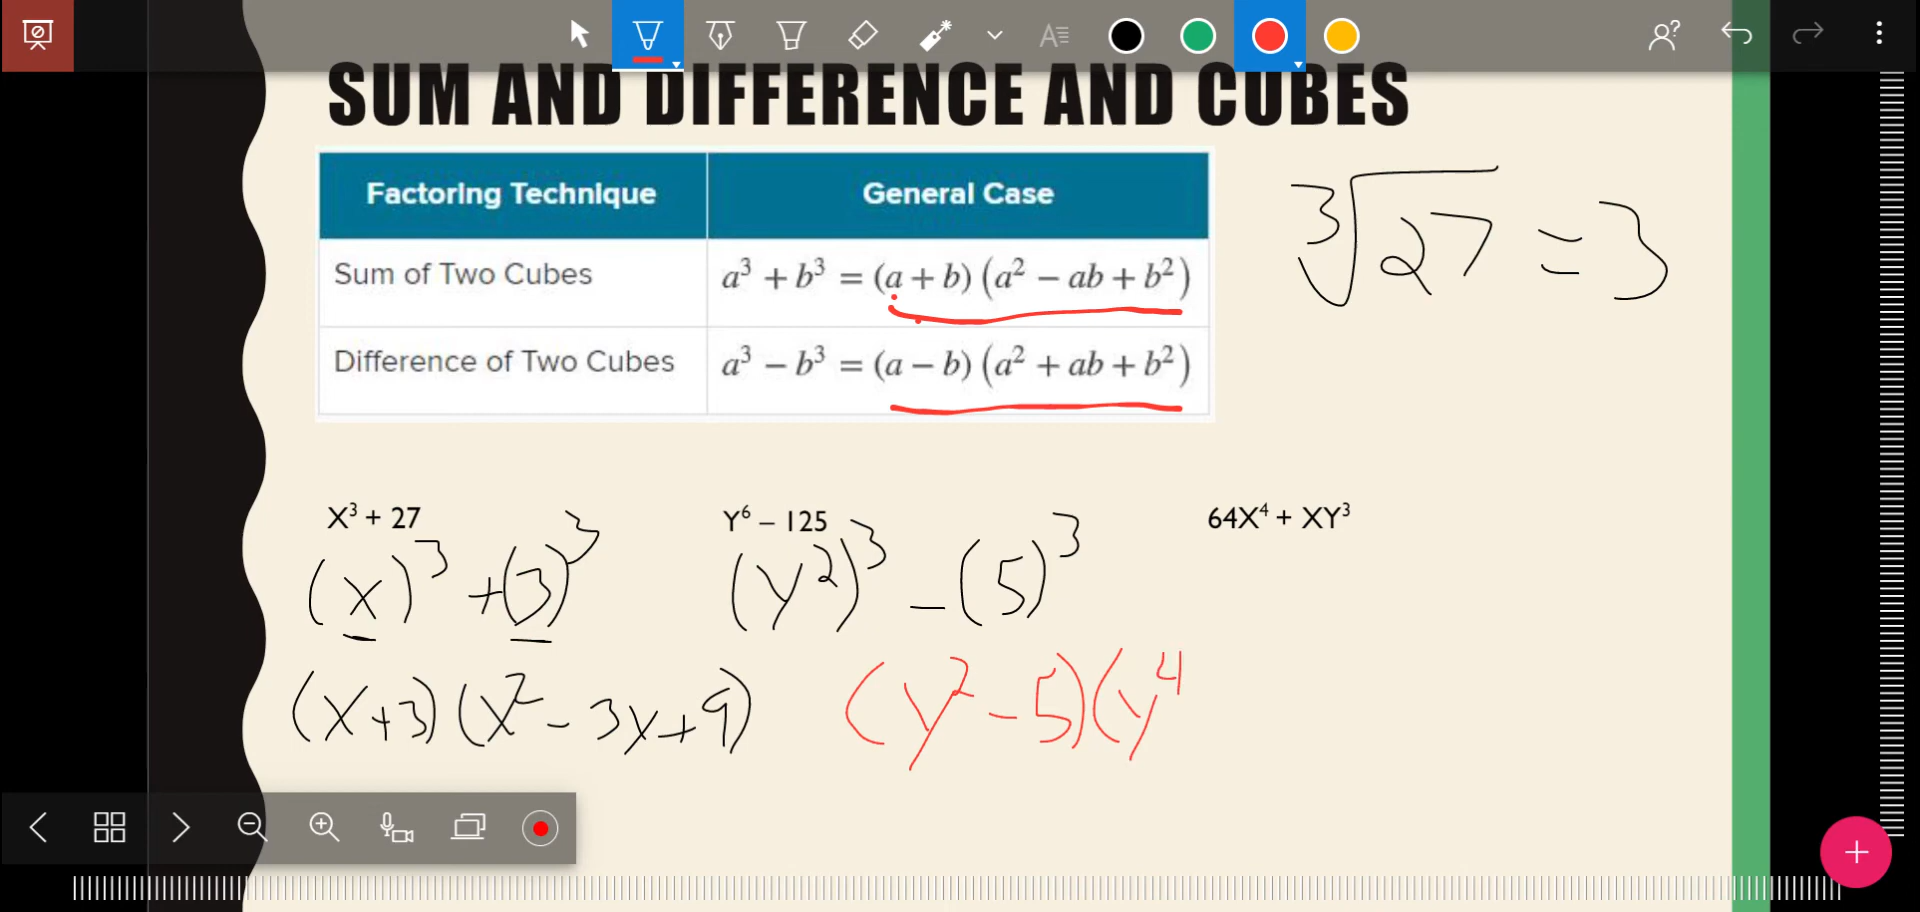 SUM AND DIFFERENCE AND CUBES
Factoring Technique General Case
Sum of Two Cubes a³ + b³ = (a + b)(a² − ab + b²)
Difference of Two Cubes a³ − b³ = (a − b)(a² + ab + b²)
³√27 = 3
X³ + 27 Y⁶ – 125 64X⁴ + XY³
(x)³ + (3)³ (y²)³ − (5)³
(x+3)(x² − 3x + 9) (y² − 5)(y⁴